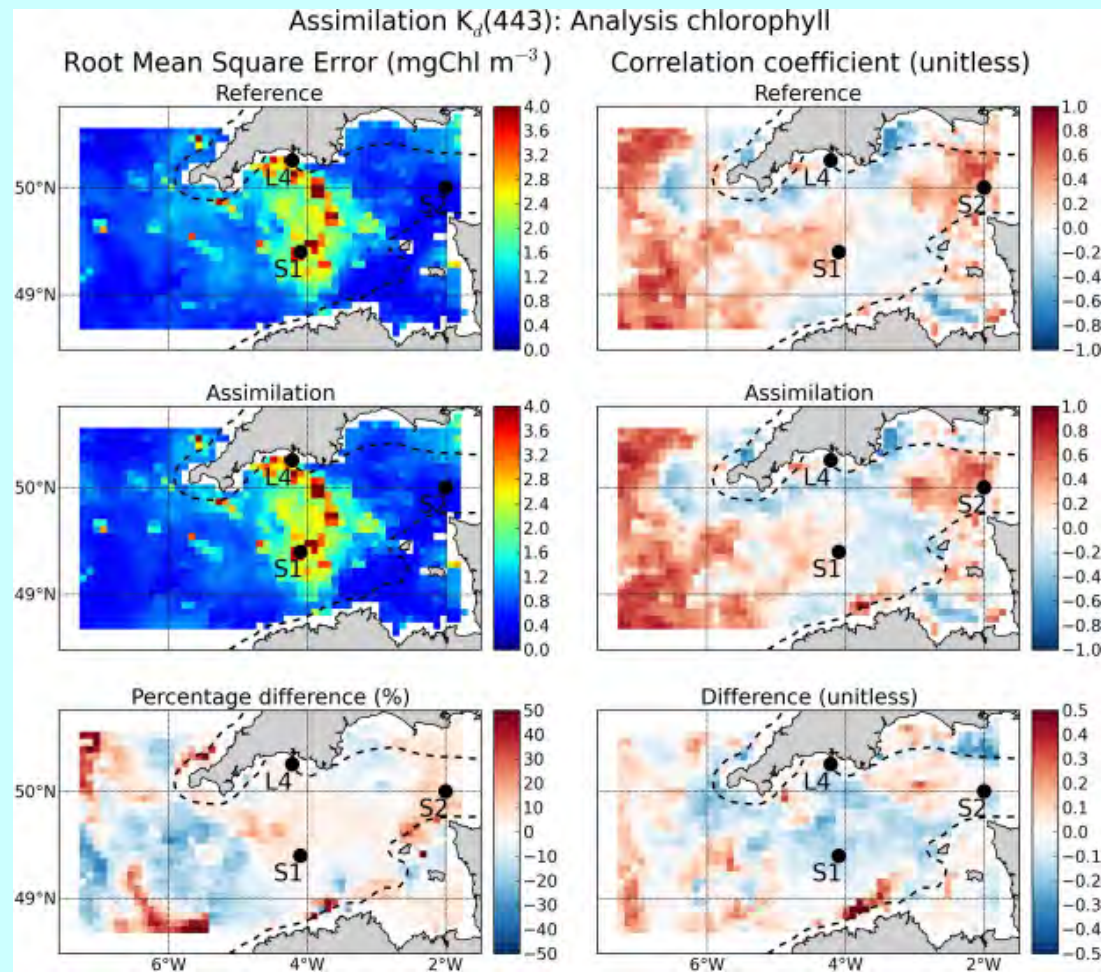 Assimilation K_d(443): Analysis chlorophyll
Root Mean Square Error (mgChl m⁻³)
Correlation coefficient (unitless)
Reference
4.0
3.6
3.2
2.8
2.4
2.0
1.6
1.2
0.8
0.4
0.0
50°N
49°N
L4
S1
S2
Reference
1.0
0.8
0.6
0.4
0.2
0.0
−0.2
−0.4
−0.6
−0.8
−1.0
L4
S1
S2
Assimilation
4.0
3.6
3.2
2.8
2.4
2.0
1.6
1.2
0.8
0.4
0.0
50°N
49°N
L4
S1
S2
Assimilation
1.0
0.8
0.6
0.4
0.2
0.0
−0.2
−0.4
−0.6
−0.8
−1.0
L4
S1
S2
Percentage difference (%)
50
40
30
20
10
0
−10
−20
−30
−40
−50
50°N
49°N
L4
S1
S2
6°W
4°W
2°W
Difference (unitless)
0.5
0.4
0.3
0.2
0.1
0.0
−0.1
−0.2
−0.3
−0.4
−0.5
L4
S1
S2
6°W
4°W
2°W